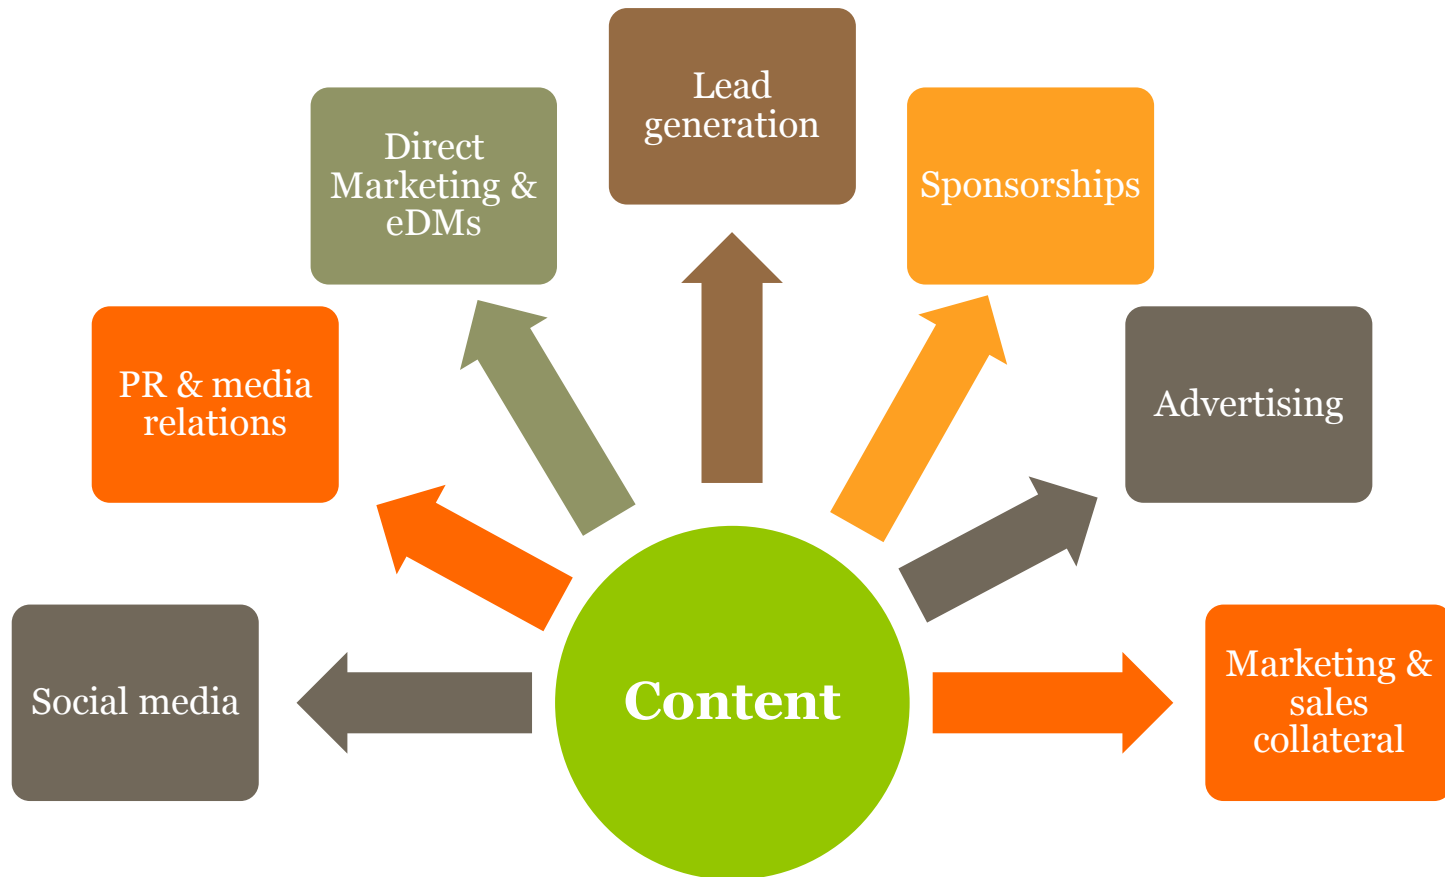 Lead
generation
Direct
Marketing &
eDMs
Sponsorships
PR & media
relations
Advertising
Social media
Content
Marketing &
sales
collateral